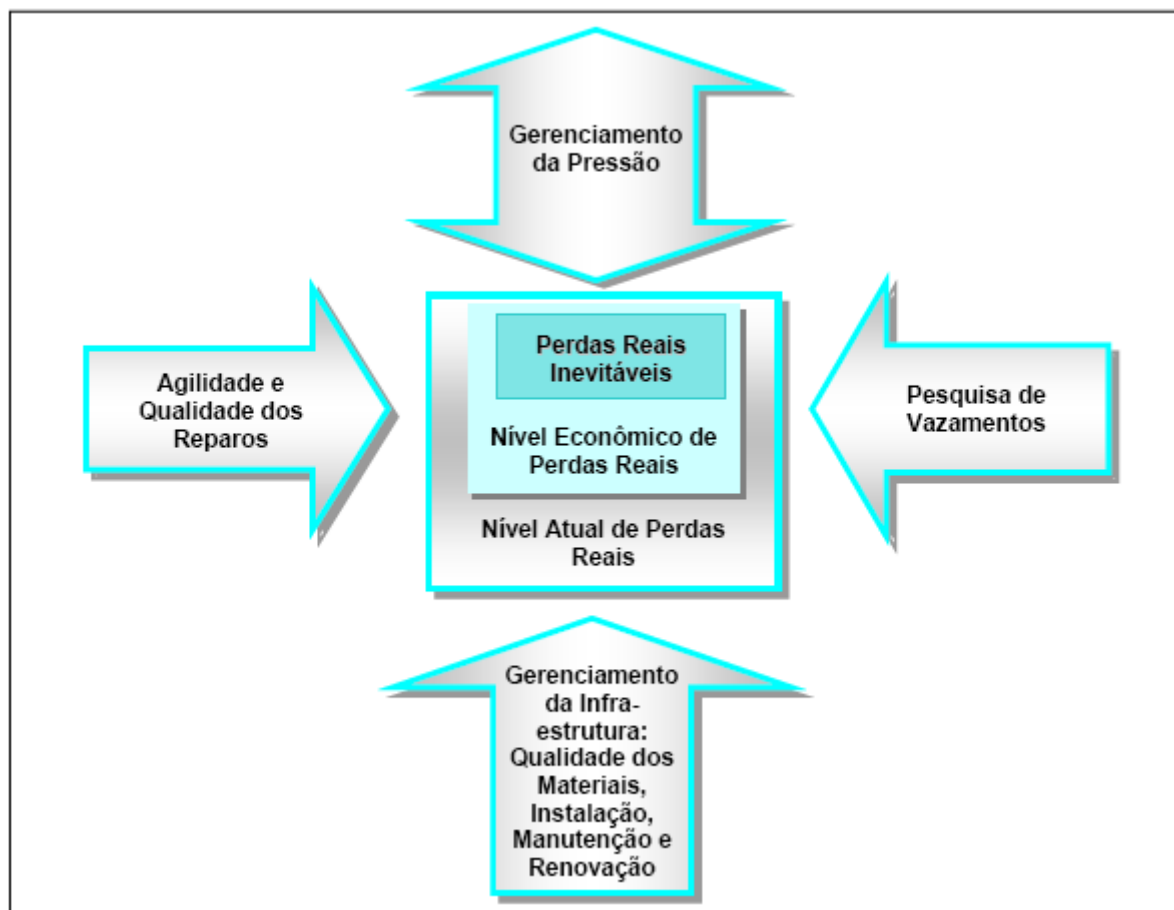 Gerenciamento
da Pressão
Agilidade e
Qualidade dos
Reparos
Perdas Reais
Inevitáveis
Nível Econômico de
Perdas Reais
Nível Atual de Perdas
Reais
Pesquisa de
Vazamentos
Gerenciamento
da Infra-
estrutura:
Qualidade dos
Materiais,
Instalação,
Manutenção e
Renovação